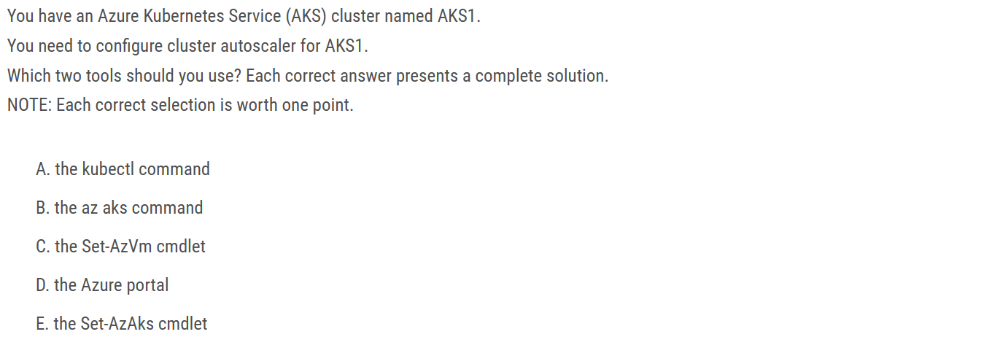 You have an Azure Kubernetes Service (AKS) cluster named AKS1.
You need to configure cluster autoscaler for AKS1.
Which two tools should you use? Each correct answer presents a complete solution.
NOTE: Each correct selection is worth one point.
A. the kubectl command
B. the az aks command
C. the Set-AzVm cmdlet
D. the Azure portal
E. the Set-AzAks cmdlet